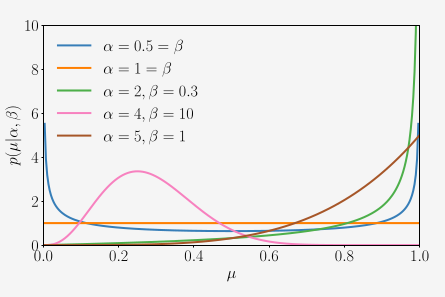 10
8
6
4
2
0
p(μ|α, β)
α = 0.5 = β
α = 1 = β
α = 2, β = 0.3
α = 4, β = 10
α = 5, β = 1
0.0 0.2 0.4 0.6 0.8 1.0
μ